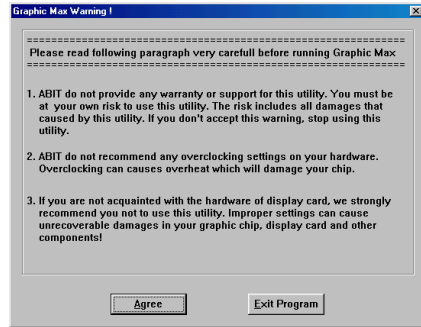 Graphic Max Warning !
==================================================
Please read following paragraph very carefull before running Graphic Max
==================================================
1. ABIT do not provide any warranty or support for this utility. You must be
at your own risk to use this utility. The risk includes all damages that
caused by this utility. If you don't accept this warning, stop using this
utility.
2. ABIT do not recommend any overclocking settings on your hardware.
Overclocking can causes overheat which will damage your chip.
3. If you are not acquainted with the hardware of display card, we strongly
recommend you not to use this utility. Improper settings can cause
unrecoverable damages in your graphic chip, display card and other
components!
Agree
Exit Program